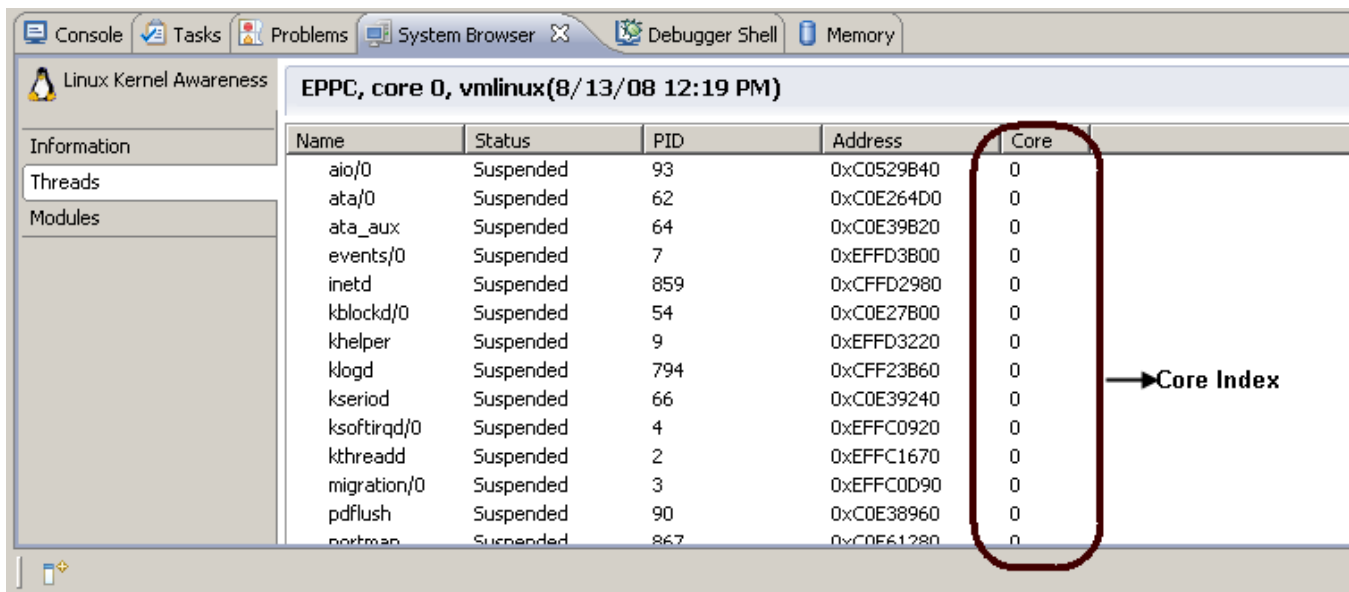 Console Tasks Problems System Browser Debugger Shell Memory
Linux Kernel Awareness
EPPC, core 0, vmlinux(8/13/08 12:19 PM)
Information
Threads
Modules
Name Status PID Address Core
aio/0 Suspended 93 0xC0529B40 0
ata/0 Suspended 62 0xC0E264D0 0
ata_aux Suspended 64 0xC0E39B20 0
events/0 Suspended 7 0xEFFD3B00 0
inetd Suspended 859 0xCFFD2980 0
kblockd/0 Suspended 54 0xC0E27B00 0
khelper Suspended 9 0xEFFD3220 0
klogd Suspended 794 0xCFF23B60 0
kseriod Suspended 66 0xC0E39240 0
ksoftirqd/0 Suspended 4 0xEFFC0920 0
kthreadd Suspended 2 0xEFFC1670 0
migration/0 Suspended 3 0xEFFC0D90 0
pdflush Suspended 90 0xC0E38960 0
portmap Suspended 867 0xC0E61280 0
Core Index